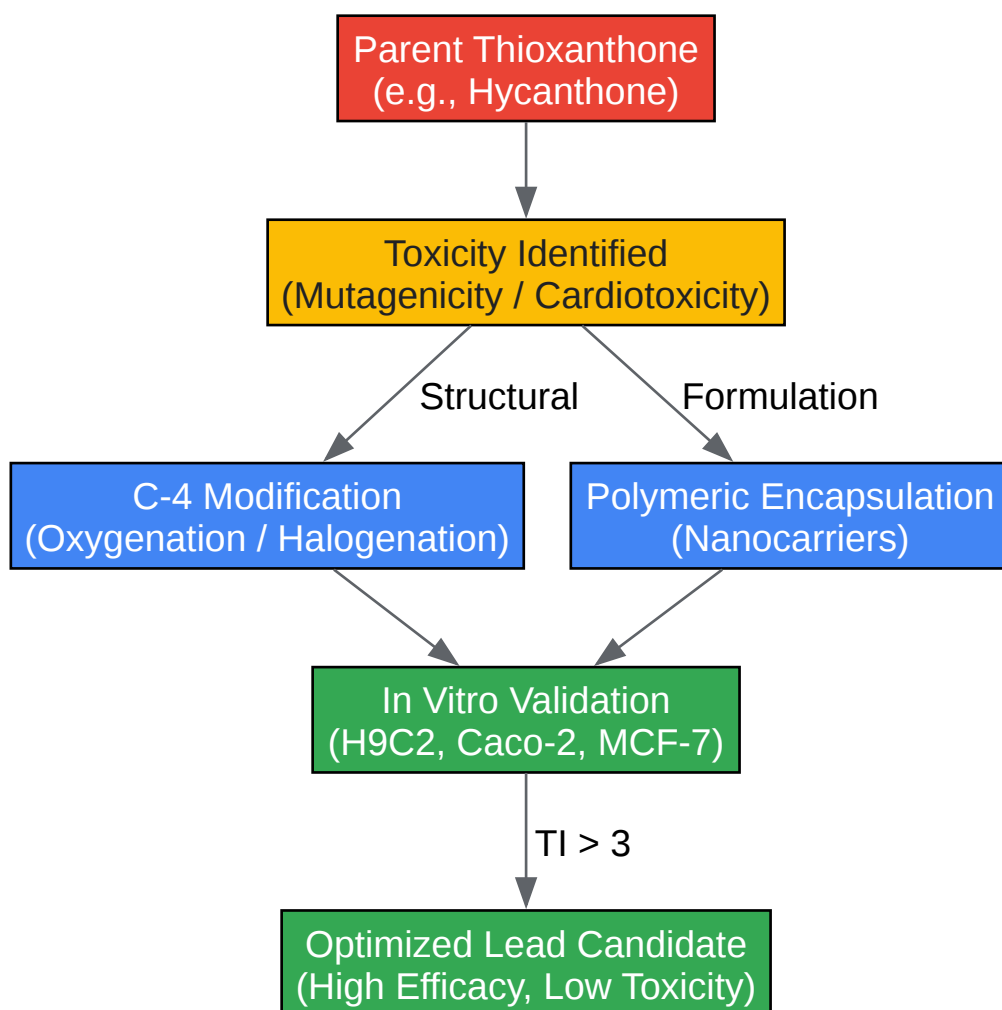 Parent Thioxanthone
(e.g., Hycanthone)
Toxicity Identified
(Mutagenicity / Cardiotoxicity)
Structural
Formulation
C-4 Modification
(Oxygenation / Halogenation)
Polymeric Encapsulation
(Nanocarriers)
In Vitro Validation
(H9C2, Caco-2, MCF-7)
TI > 3
Optimized Lead Candidate
(High Efficacy, Low Toxicity)